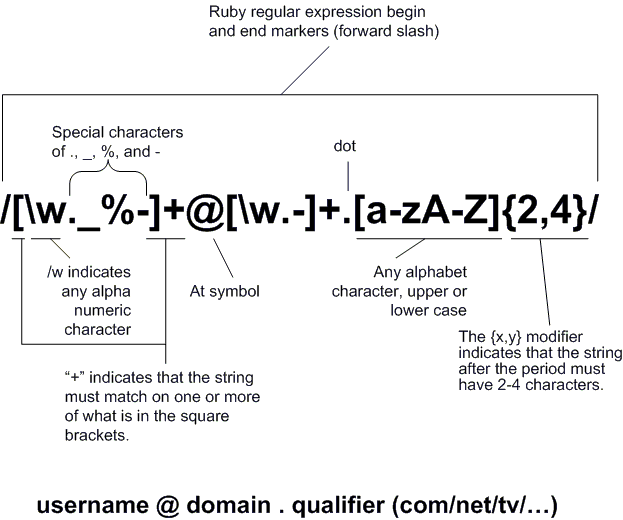 Ruby regular expression begin
and end markers (forward slash)
Special characters
of ., _, %, and -
dot
/[\w._%-]+@[\w.-]+.[a-zA-Z]{2,4}/
/w indicates
any alpha
numeric
character
At symbol
Any alphabet
character, upper or
lower case
The {x,y} modifier
indicates that the string
after the period must
have 2-4 characters.
“+” indicates that the string
must match on one or more
of what is in the square
brackets.
username @ domain . qualifier (com/net/tv/…)